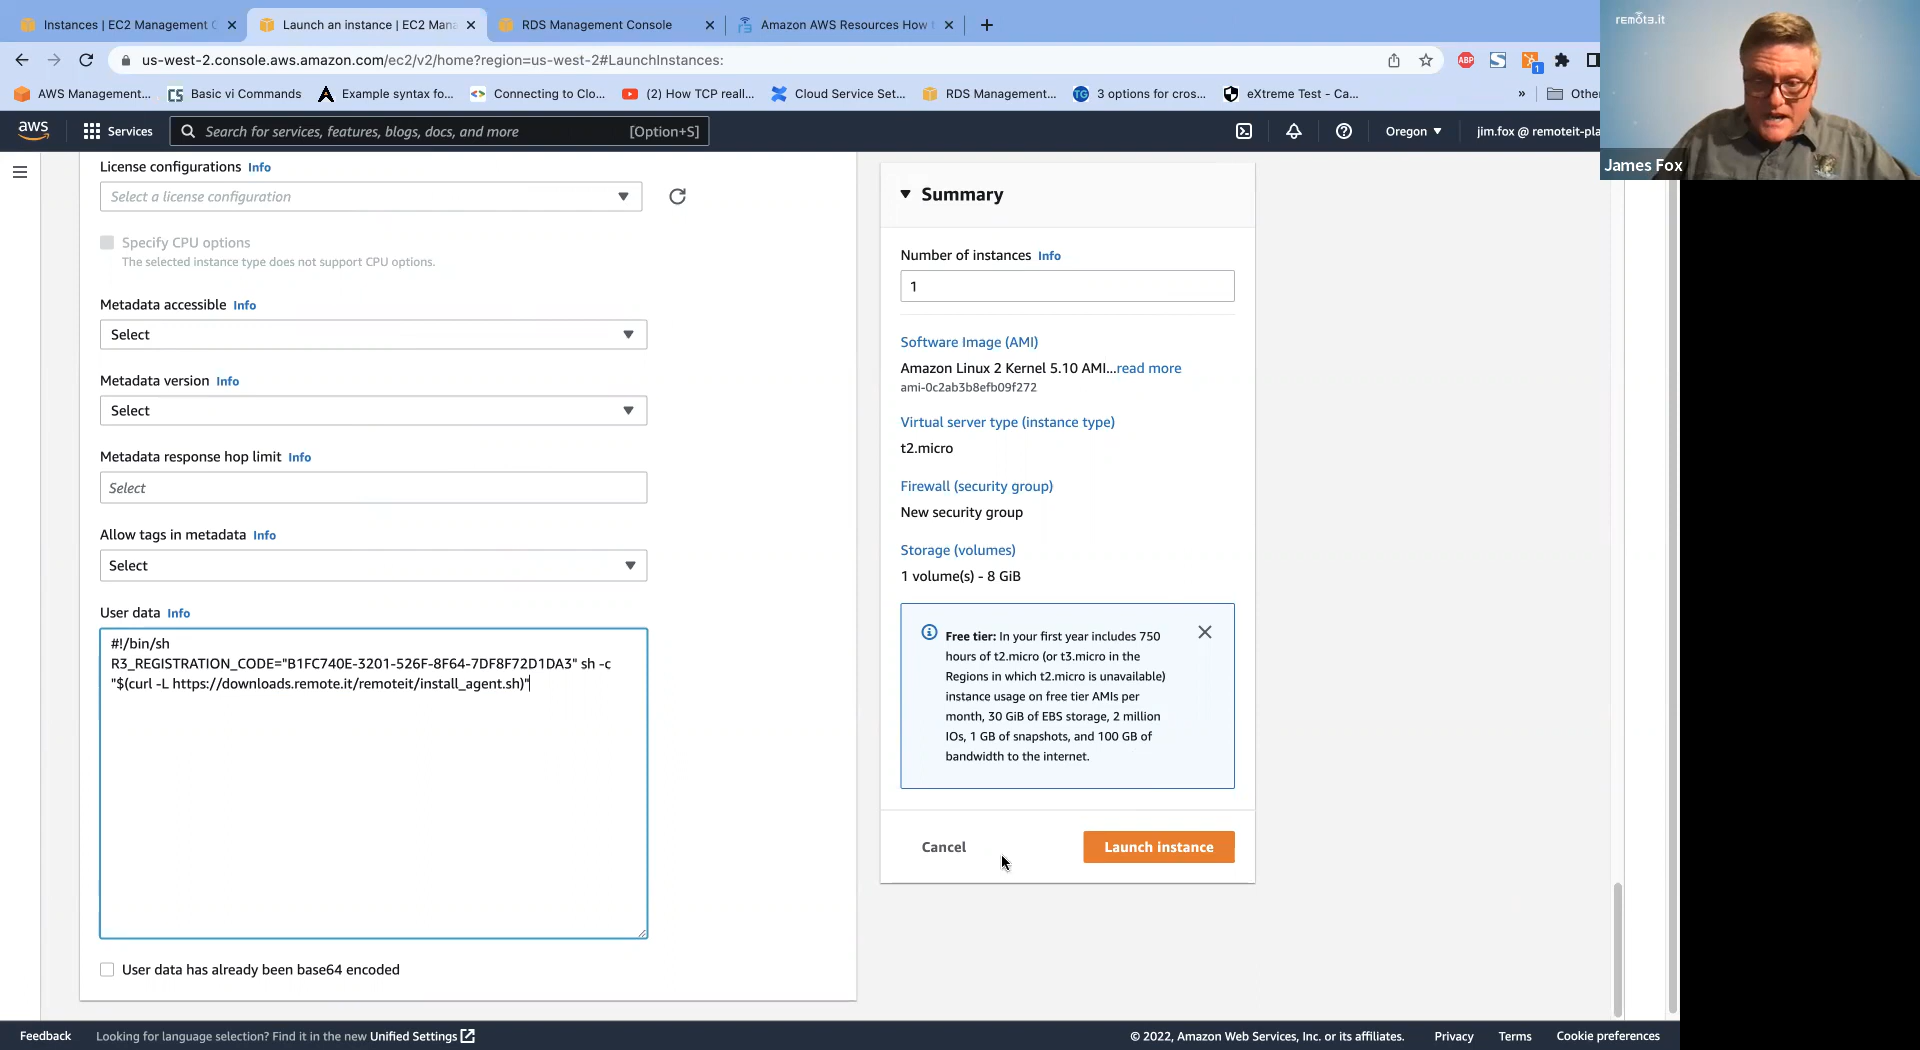 Instances | EC2 Management C
Launch an instance | EC2 Mana
RDS Management Console
Amazon AWS Resources How t
us-west-2.console.aws.amazon.com/ec2/v2/home?region=us-west-2#LaunchInstances:
ABP
1
AWS Management...
Basic vi Commands
Example syntax fo...
Connecting to Clo...
(2) How TCP reall...
Cloud Service Set...
RDS Management...
TG
3 options for cros...
eXtreme Test - Ca...
»
Othe
aws
Services
Search for services, features, blogs, docs, and more
[Option+S]
Oregon
jim.fox @ remoteit-pla
remote.it
James Fox
License configurations Info
Select a license configuration
Specify CPU options
The selected instance type does not support CPU options.
Metadata accessible Info
Select
Metadata version Info
Select
Metadata response hop limit Info
Select
Allow tags in metadata Info
Select
User data Info
#!/bin/sh
R3_REGISTRATION_CODE="B1FC740E-3201-526F-8F64-7DF8F72D1DA3" sh -c
"$(curl -L https://downloads.remote.it/remoteit/install_agent.sh)"
User data has already been base64 encoded
Summary
Number of instances Info
1
Software Image (AMI)
Amazon Linux 2 Kernel 5.10 AMI...read more
ami-0c2ab3b8efb09f272
Virtual server type (instance type)
t2.micro
Firewall (security group)
New security group
Storage (volumes)
1 volume(s) - 8 GiB
Free tier: In your first year includes 750
hours of t2.micro (or t3.micro in the
Regions in which t2.micro is unavailable)
instance usage on free tier AMIs per
month, 30 GiB of EBS storage, 2 million
IOs, 1 GB of snapshots, and 100 GB of
bandwidth to the internet.
Cancel
Launch instance
Feedback
Looking for language selection? Find it in the new Unified Settings
© 2022, Amazon Web Services, Inc. or its affiliates.
Privacy
Terms
Cookie preferences